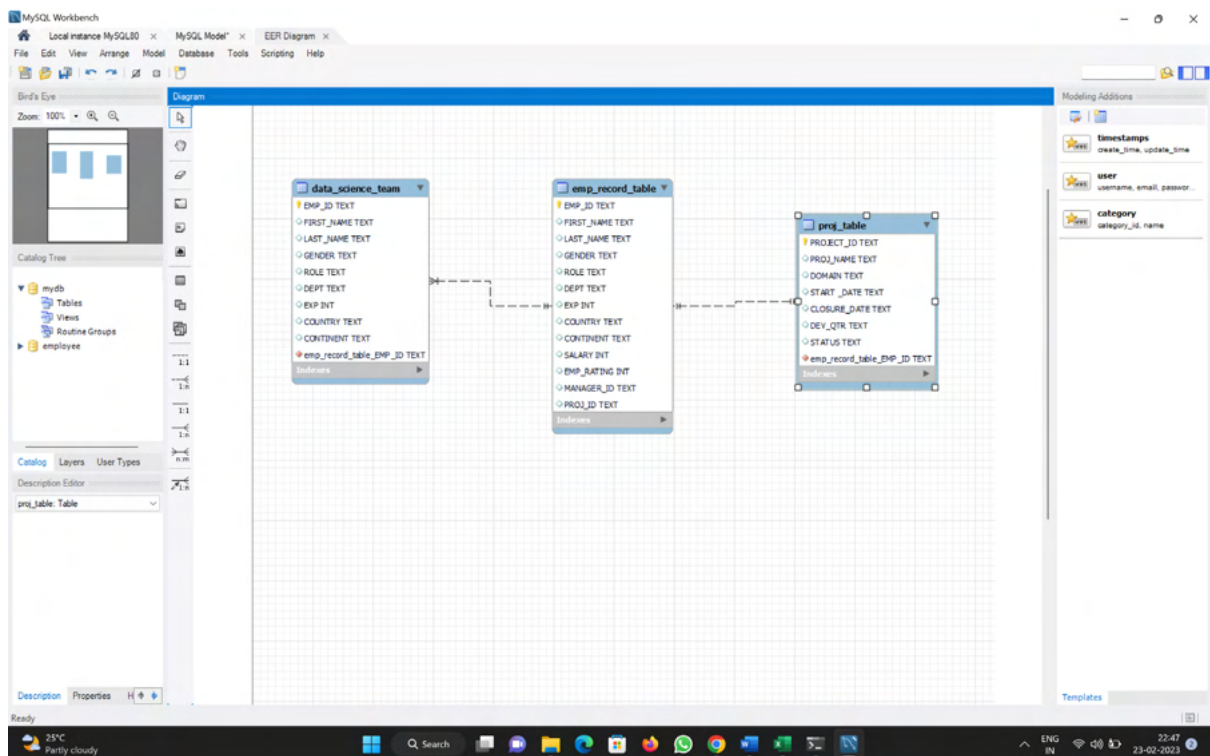 MySQL Workbench
Local instance MySQL80 × MySQL Model* × EER Diagram ×
File Edit View Arrange Model Database Tools Scripting Help
Bird's Eye
Zoom: 100%
Catalog Tree
mydb
Tables
Views
Routine Groups
employee
Catalog Layers User Types
Description Editor
proj_table: Table
Description Properties H
Ready
Diagram
1:1
1:n
1:1
1:n
n:m
1:n
data_science_team
EMP_ID TEXT
FIRST_NAME TEXT
LAST_NAME TEXT
GENDER TEXT
ROLE TEXT
DEPT TEXT
EXP INT
COUNTRY TEXT
CONTINENT TEXT
emp_record_table_EMP_ID TEXT
Indexes
emp_record_table
EMP_ID TEXT
FIRST_NAME TEXT
LAST_NAME TEXT
GENDER TEXT
ROLE TEXT
DEPT TEXT
EXP INT
COUNTRY TEXT
CONTINENT TEXT
SALARY INT
EMP_RATING INT
MANAGER_ID TEXT
PROJ_ID TEXT
Indexes
proj_table
PROJECT_ID TEXT
PROJ_NAME TEXT
DOMAIN TEXT
START _DATE TEXT
CLOSURE_DATE TEXT
DEV_QTR TEXT
STATUS TEXT
emp_record_table_EMP_ID TEXT
Indexes
Modeling Additions
timestamps
create_time, update_time
user
username, email, passwor...
category
category_id, name
Templates
25°C
Partly cloudy
Search
ENG
IN
22:47
23-02-2023
2